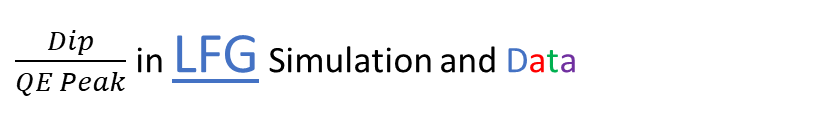 Dip/QE Peak in LFG Simulation and Data